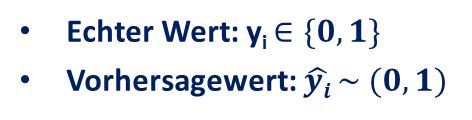 • Echter Wert: yᵢ ∈ {0, 1}
• Vorhersagewert: ŷᵢ ~ (0, 1)